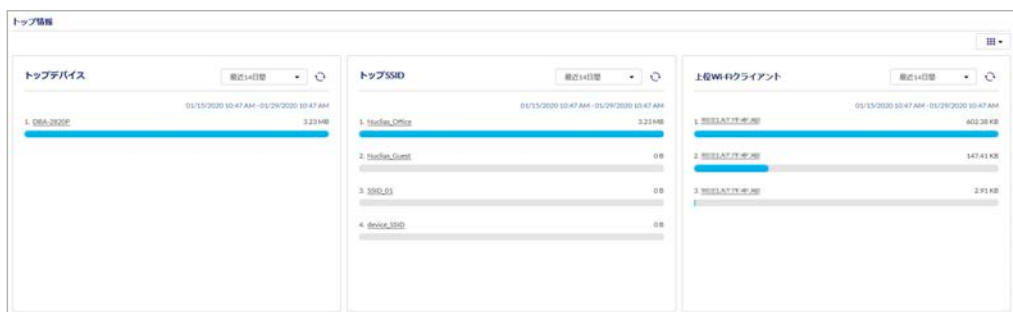 トップ情報
トップデバイス
最近14日間
01/15/2020 10:47 AM - 01/29/2020 10:47 AM
1. DBA-2820P 3.23 MB
トップSSID
最近14日間
01/15/2020 10:47 AM - 01/29/2020 10:47 AM
1. Nuclias_Office 3.23 MB
2. Nuclias_Guest 0 B
3. SSID_01 0 B
4. device_SSID 0 B
上位Wi-Fiクライアント
最近14日間
01/15/2020 10:47 AM - 01/29/2020 10:47 AM
1. 602.38 KB
2. 147.41 KB
3. 2.91 KB